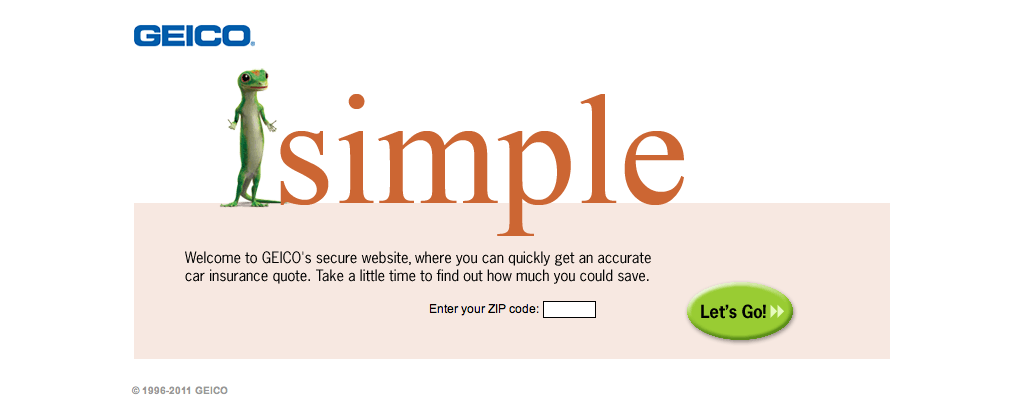 GEICO®
simple
Welcome to GEICO's secure website, where you can quickly get an accurate
car insurance quote. Take a little time to find out how much you could save.
Enter your ZIP code:
Let's Go!
© 1996-2011 GEICO